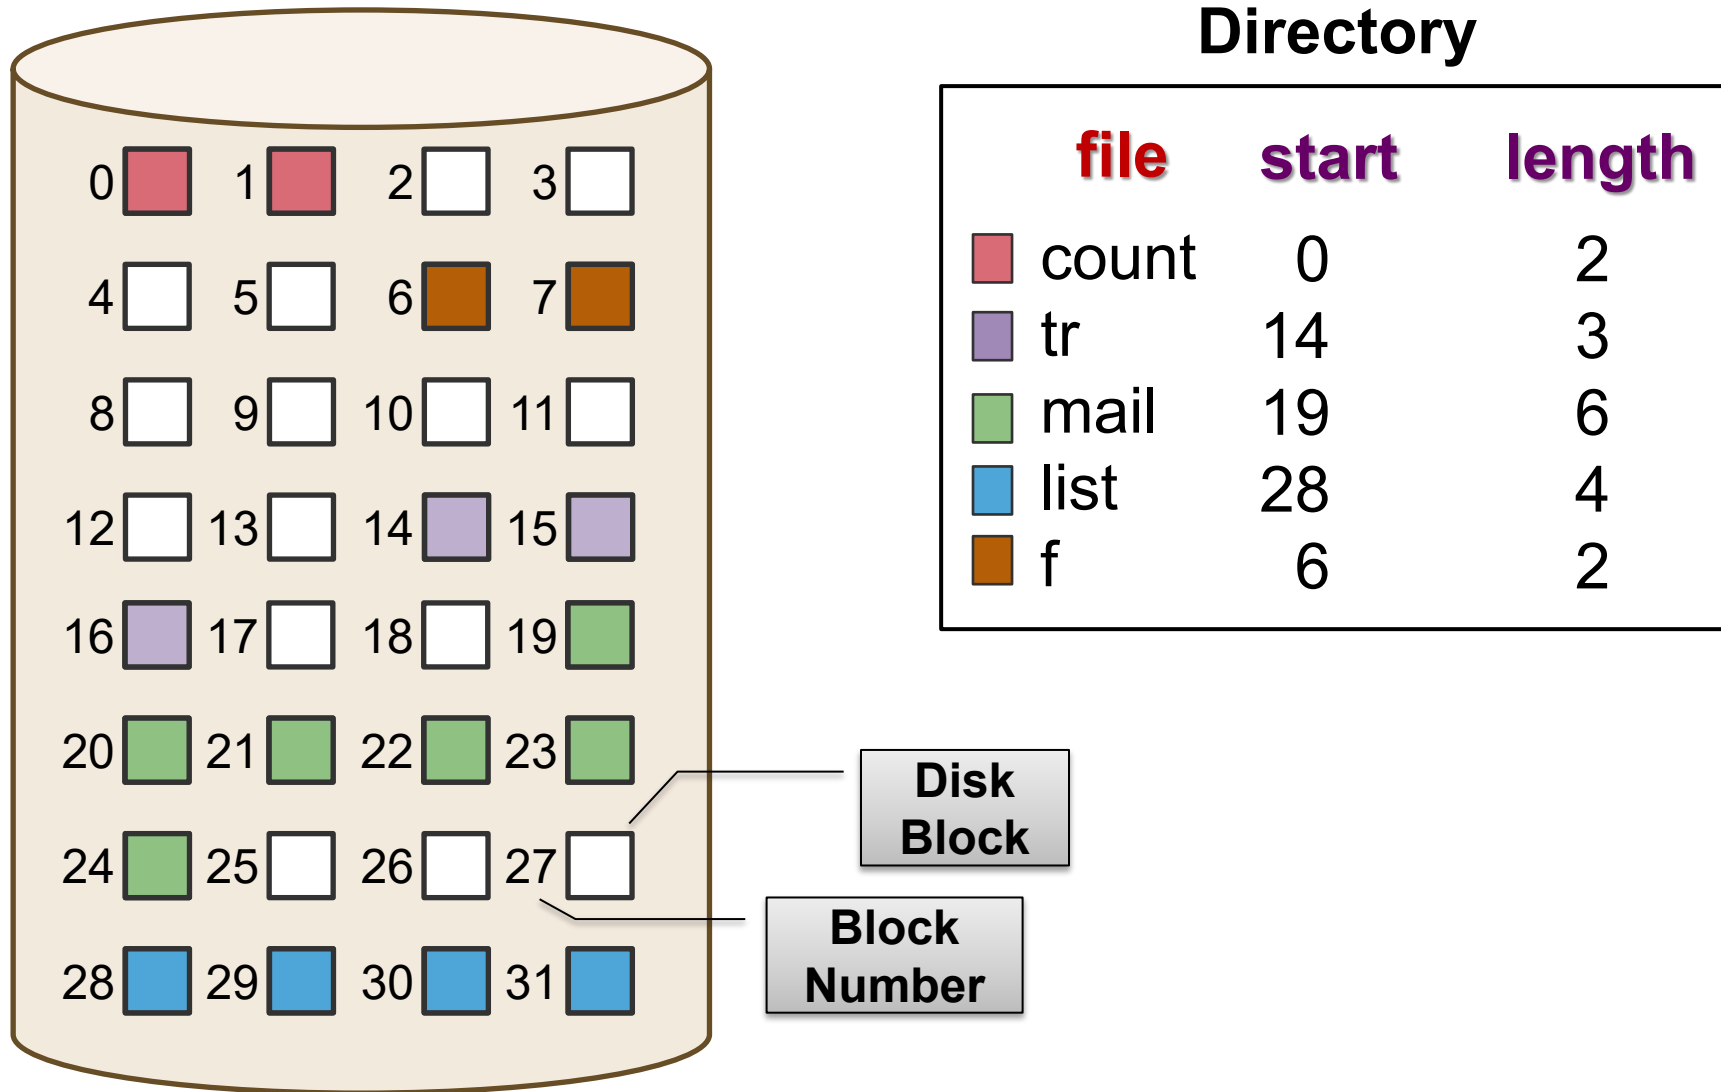 Directory
file start length
count 0 2
tr 14 3
mail 19 6
list 28 4
f 6 2
0 1 2 3
4 5 6 7
8 9 10 11
12 13 14 15
16 17 18 19
20 21 22 23
24 25 26 27
28 29 30 31
Disk
Block
Block
Number